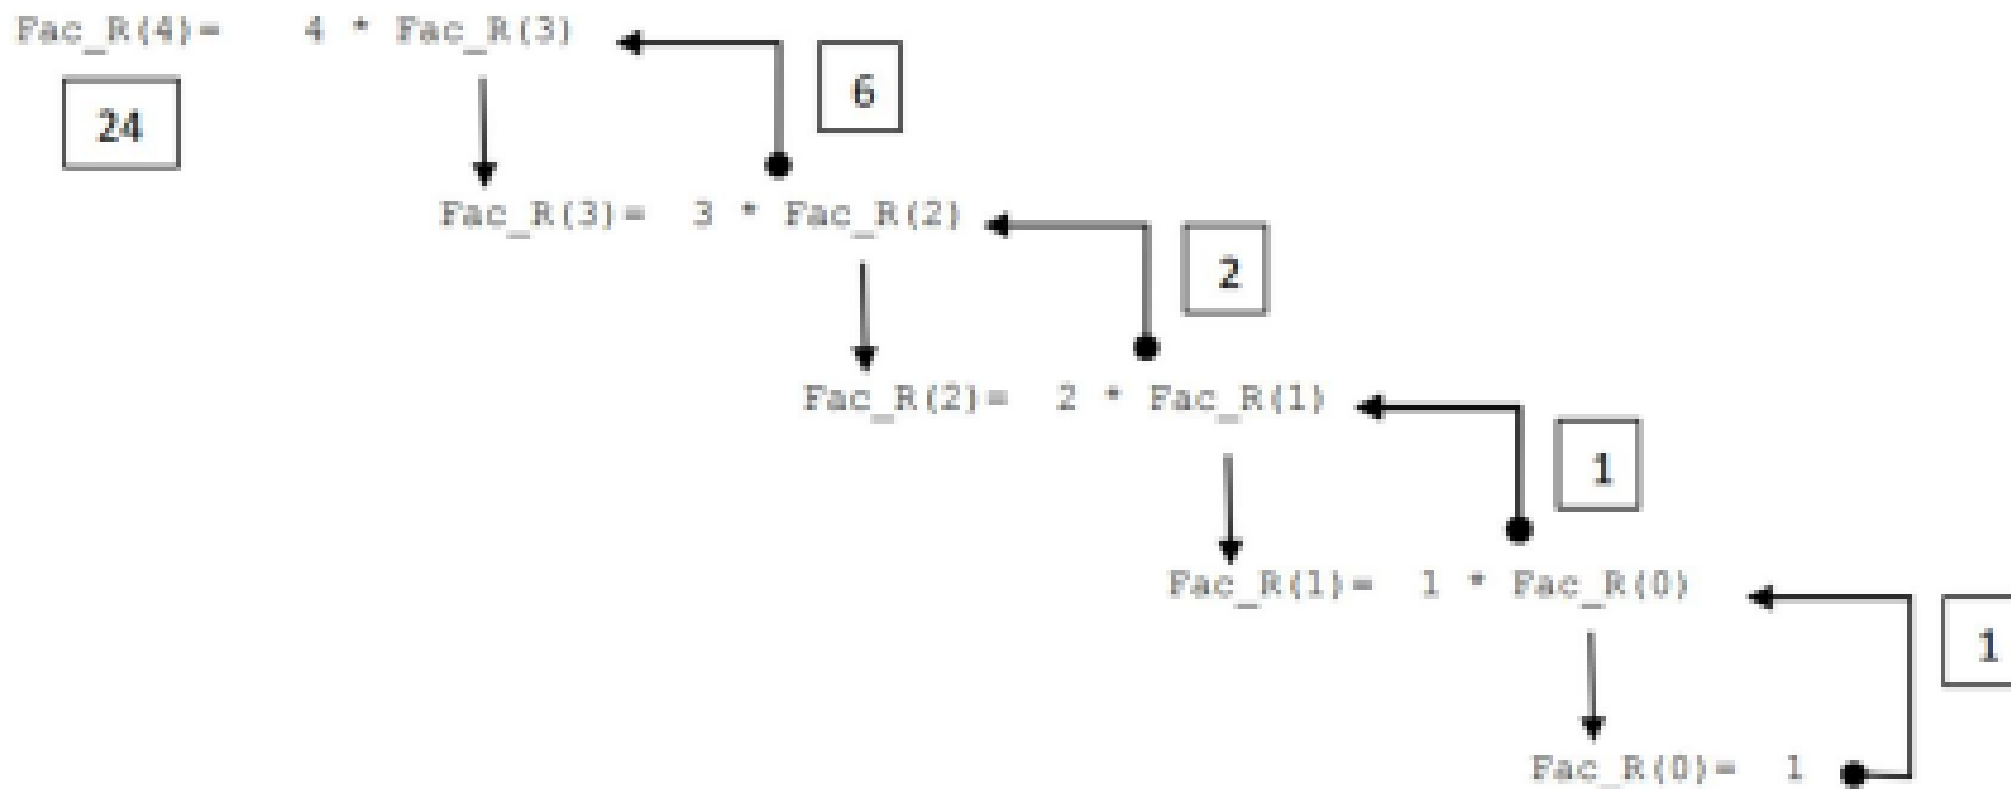 Fac_R(4)= 4 * Fac_R(3)
6
24
Fac_R(3)= 3 * Fac_R(2)
2
Fac_R(2)= 2 * Fac_R(1)
1
Fac_R(1)= 1 * Fac_R(0)
1
Fac_R(0)= 1